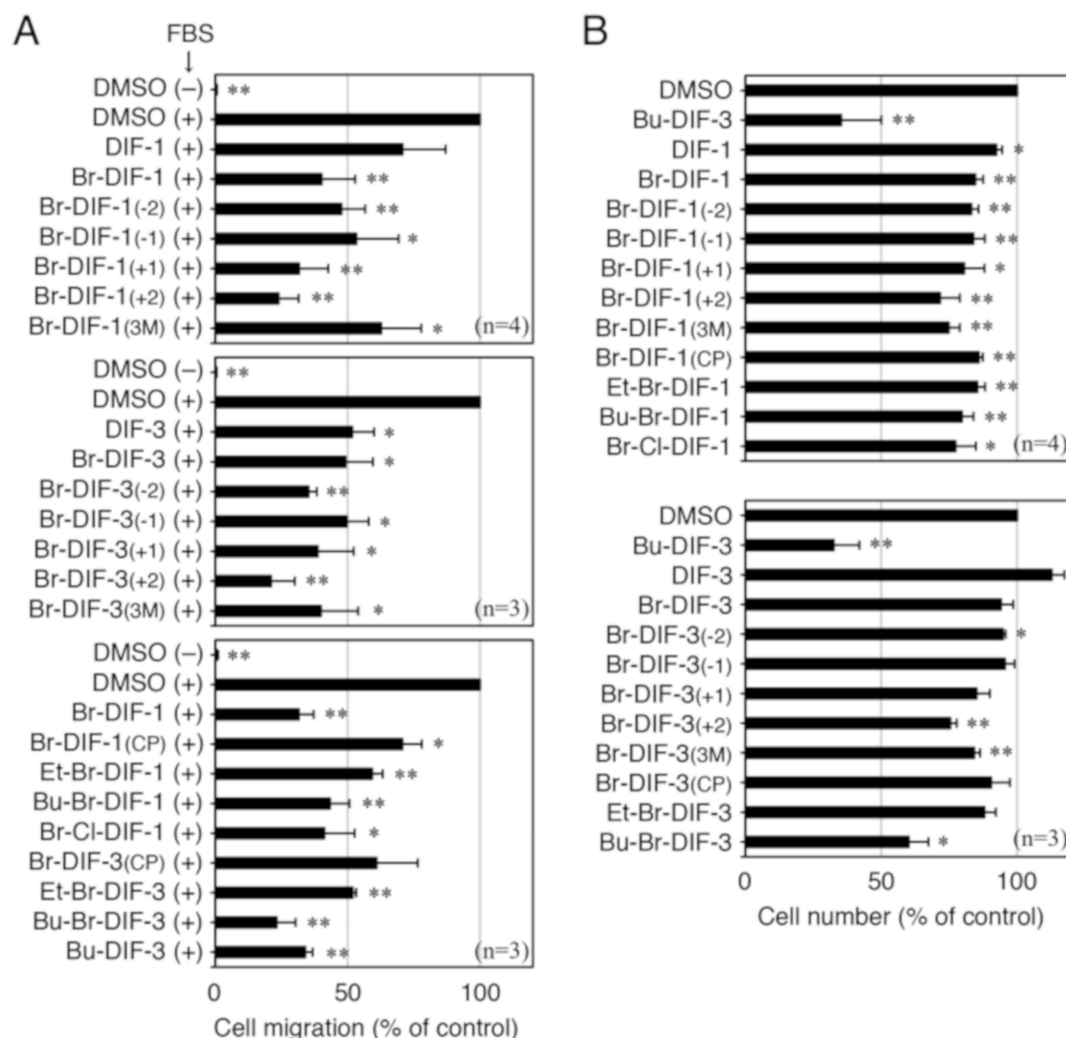 A
FBS
↓
DMSO (−) **
DMSO (+)
DIF-1 (+)
Br-DIF-1 (+) **
Br-DIF-1(-2) (+) **
Br-DIF-1(-1) (+) *
Br-DIF-1(+1) (+) **
Br-DIF-1(+2) (+) **
Br-DIF-1(3M) (+) * (n=4)
DMSO (−) **
DMSO (+)
DIF-3 (+) *
Br-DIF-3 (+) *
Br-DIF-3(-2) (+) **
Br-DIF-3(-1) (+) *
Br-DIF-3(+1) (+) *
Br-DIF-3(+2) (+) **
Br-DIF-3(3M) (+) * (n=3)
DMSO (−) **
DMSO (+)
Br-DIF-1 (+) **
Br-DIF-1(CP) (+) *
Et-Br-DIF-1 (+) **
Bu-Br-DIF-1 (+) **
Br-Cl-DIF-1 (+) *
Br-DIF-3(CP) (+)
Et-Br-DIF-3 (+) **
Bu-Br-DIF-3 (+) **
Bu-DIF-3 (+) ** (n=3)
0 50 100
Cell migration (% of control)
B
DMSO
Bu-DIF-3 **
DIF-1 *
Br-DIF-1 **
Br-DIF-1(-2) **
Br-DIF-1(-1) **
Br-DIF-1(+1) *
Br-DIF-1(+2) **
Br-DIF-1(3M) **
Br-DIF-1(CP) **
Et-Br-DIF-1 **
Bu-Br-DIF-1 **
Br-Cl-DIF-1 * (n=4)
DMSO
Bu-DIF-3 **
DIF-3
Br-DIF-3
Br-DIF-3(-2) *
Br-DIF-3(-1)
Br-DIF-3(+1)
Br-DIF-3(+2) **
Br-DIF-3(3M) **
Br-DIF-3(CP)
Et-Br-DIF-3
Bu-Br-DIF-3 * (n=3)
0 50 100
Cell number (% of control)